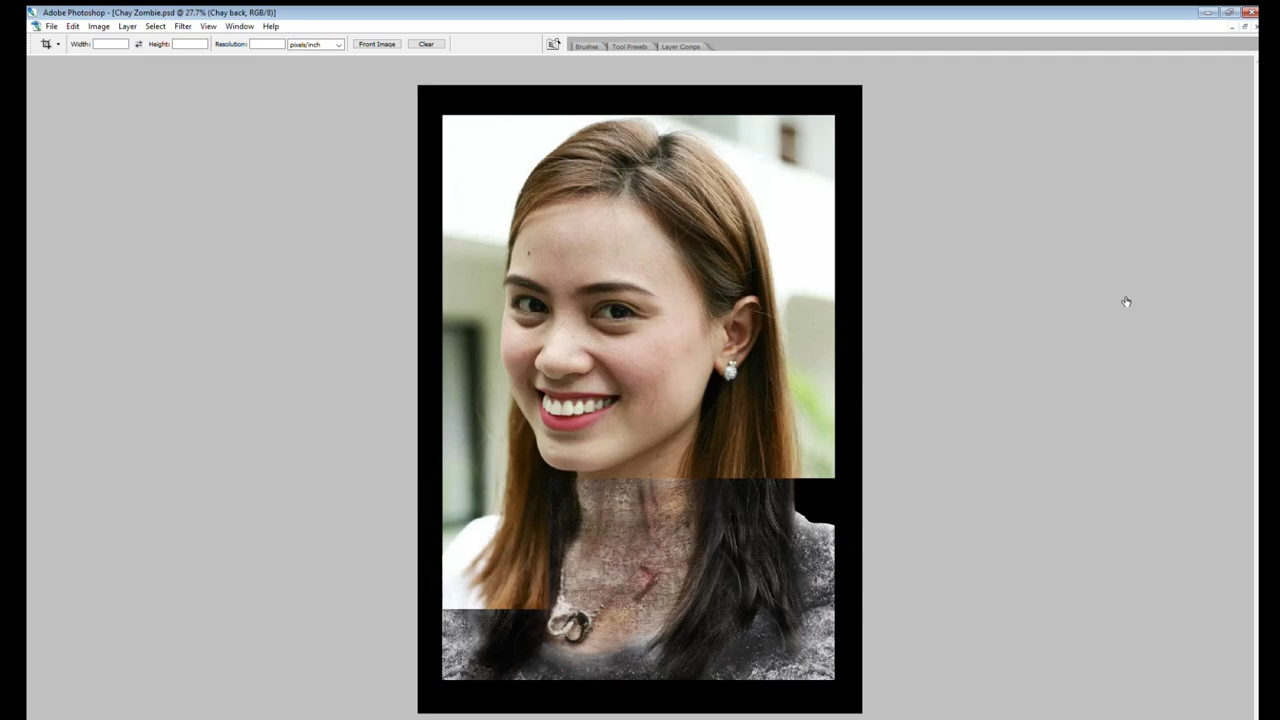 Adobe Photoshop - [Chay Zombie.psd @ 27.7% (Chay back, RGB/8)]
File Edit Image Layer Select Filter View Window Help
Width: Height: Resolution: pixels/inch Front Image Clear Brushes Tool Presets Layer Comps